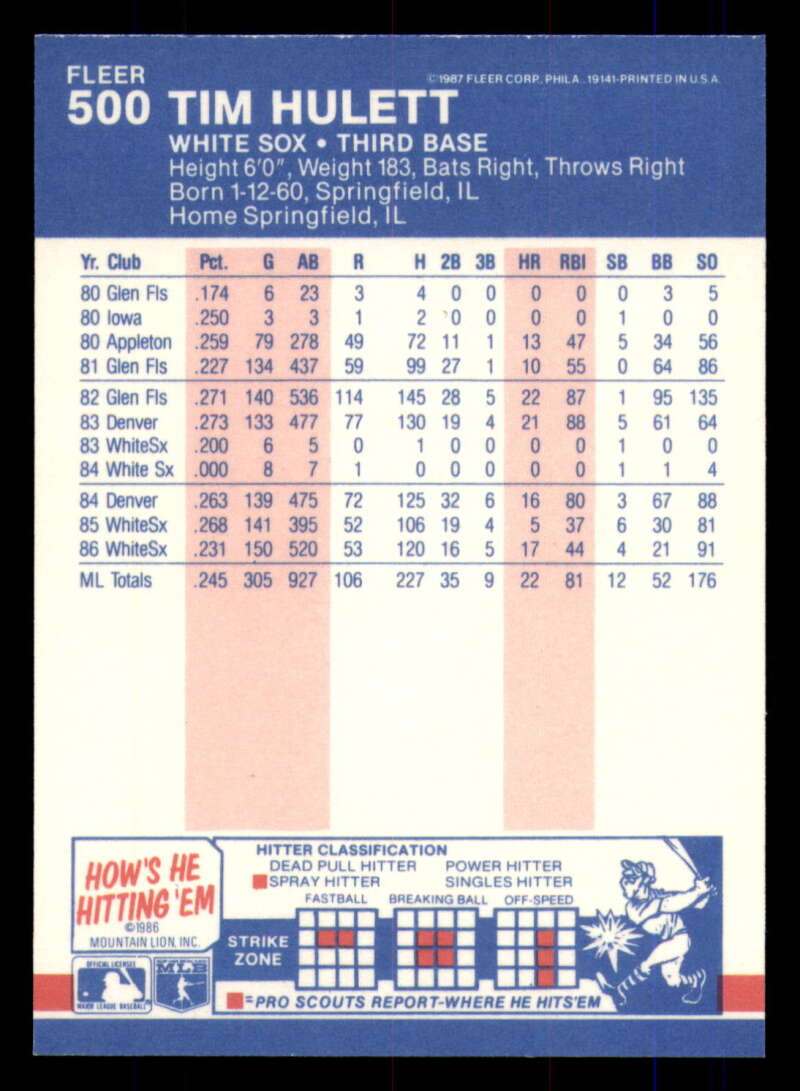 FLEER
©1987 FLEER CORP., PHILA., 19141-PRINTED IN U.S.A.
500 TIM HULETT
WHITE SOX • THIRD BASE
Height 6'0", Weight 183, Bats Right, Throws Right
Born 1-12-60, Springfield, IL
Home Springfield, IL
Yr. Club Pct. G AB R H 2B 3B HR RBI SB BB SO
80 Glen Fls .174 6 23 3 4 0 0 0 0 0 3 5
80 Iowa .250 3 3 1 2 0 0 0 0 1 0 0
80 Appleton .259 79 278 49 72 11 1 13 47 5 34 56
81 Glen Fls .227 134 437 59 99 27 1 10 55 0 64 86
82 Glen Fls .271 140 536 114 145 28 5 22 87 1 95 135
83 Denver .273 133 477 77 130 19 4 21 88 5 61 64
83 WhiteSx .200 6 5 0 1 0 0 0 0 1 0 0
84 White Sx .000 8 7 1 0 0 0 0 0 1 1 4
84 Denver .263 139 475 72 125 32 6 16 80 3 67 88
85 WhiteSx .268 141 395 52 106 19 4 5 37 6 30 81
86 WhiteSx .231 150 520 53 120 16 5 17 44 4 21 91
ML Totals .245 305 927 106 227 35 9 22 81 12 52 176
HOW'S HE
HITTING 'EM
©1986
MOUNTAIN LION, INC.
HITTER CLASSIFICATION
DEAD PULL HITTER POWER HITTER
SPRAY HITTER SINGLES HITTER
FASTBALL BREAKING BALL OFF-SPEED
STRIKE
ZONE
=PRO SCOUTS REPORT-WHERE HE HITS'EM
OFFICIAL LICENSEE
MAJOR LEAGUE BASEBALL
MLB